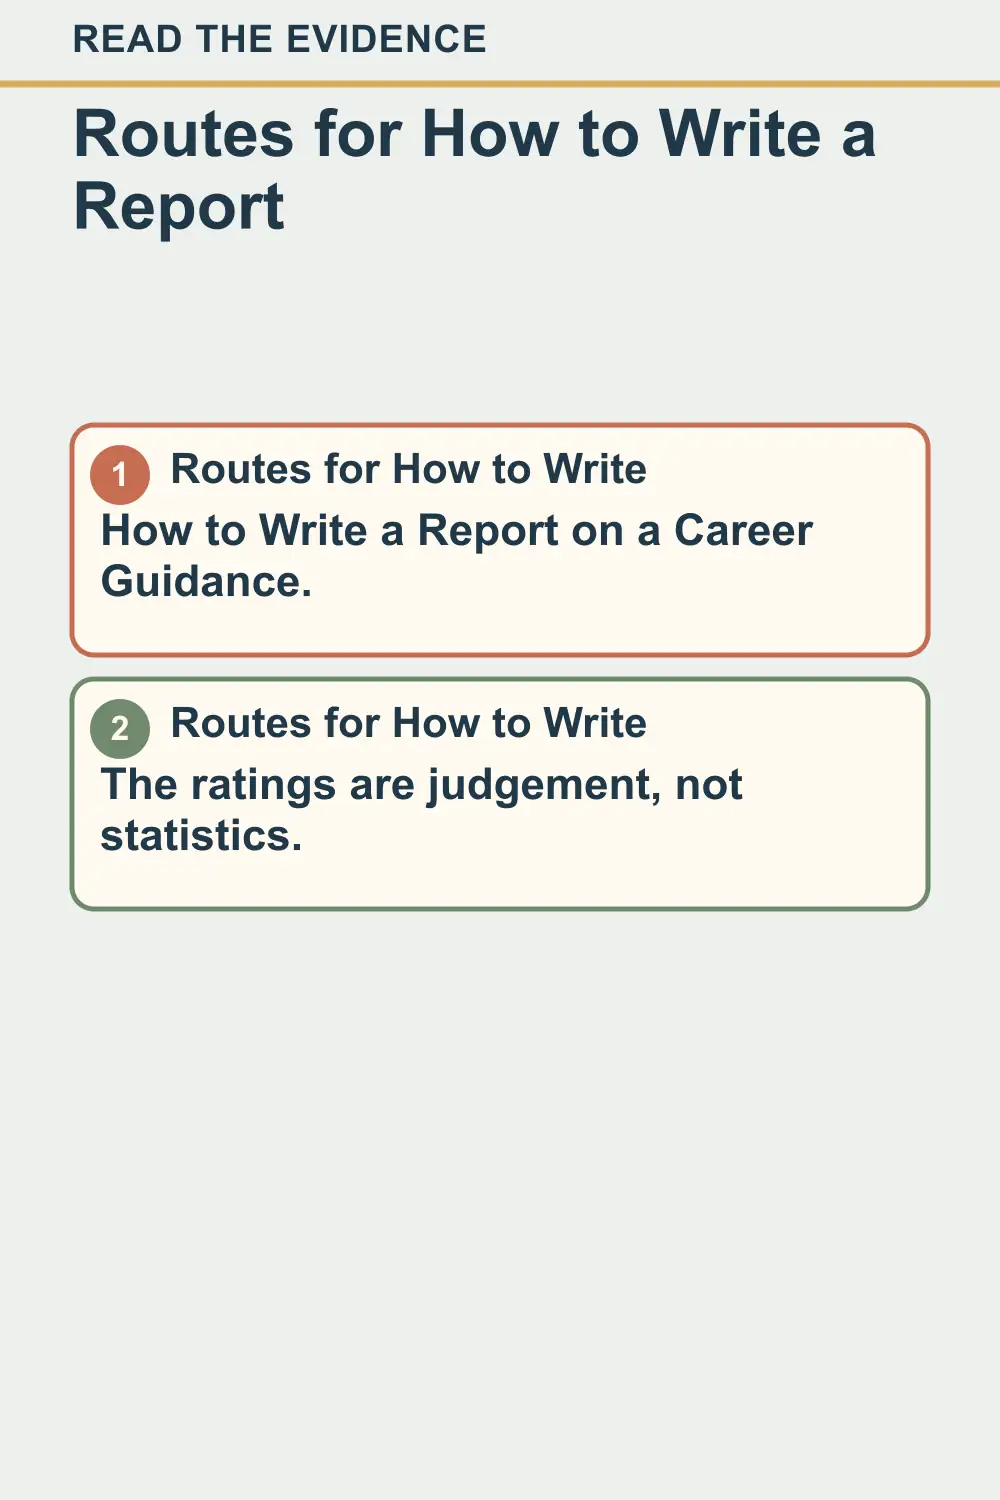 READ THE EVIDENCE
Routes for How to Write a
Report
1 Routes for How to Write
How to Write a Report on a Career
Guidance.
2 Routes for How to Write
The ratings are judgement, not
statistics.